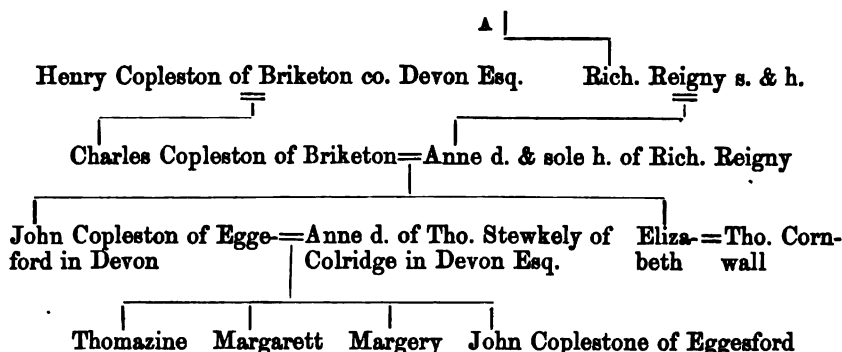 A
Henry Copleston of Briketon co. Devon Esq. Rich. Reigny s. & h.
Charles Copleston of Briketon=Anne d. & sole h. of Rich. Reigny
John Copleston of Egge-=Anne d. of Tho. Stewkely of Eliza-=Tho. Corn-
ford in Devon Colridge in Devon Esq. beth wall
Thomazine Margarett Margery John Coplestone of Eggesford